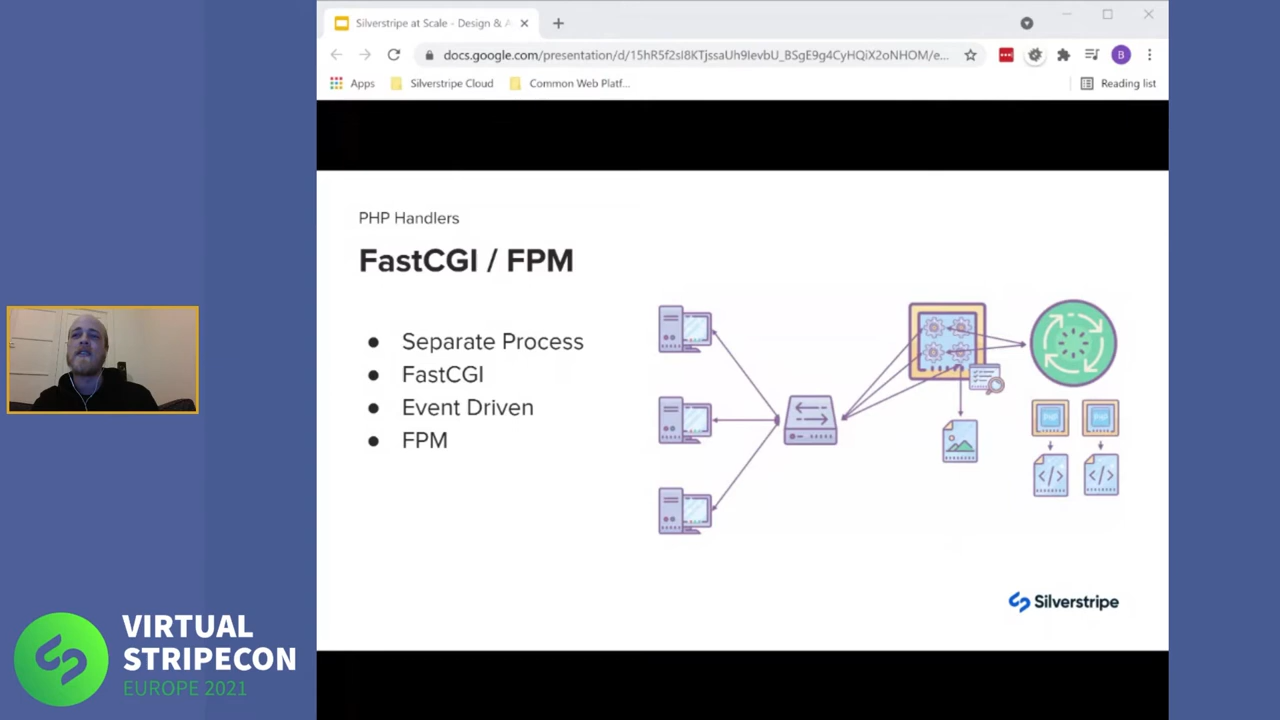 Silverstripe at Scale - Design & A
docs.google.com/presentation/d/15hR5f2sI8KTjssaUh9IevbU_BSgE9g4CyHQiX2oNHOM/e...
B
Apps
Silverstripe Cloud
Common Web Platf...
Reading list
PHP Handlers
FastCGI / FPM
● Separate Process
● FastCGI
● Event Driven
● FPM
Silverstripe
VIRTUAL
STRIPECON
EUROPE 2021